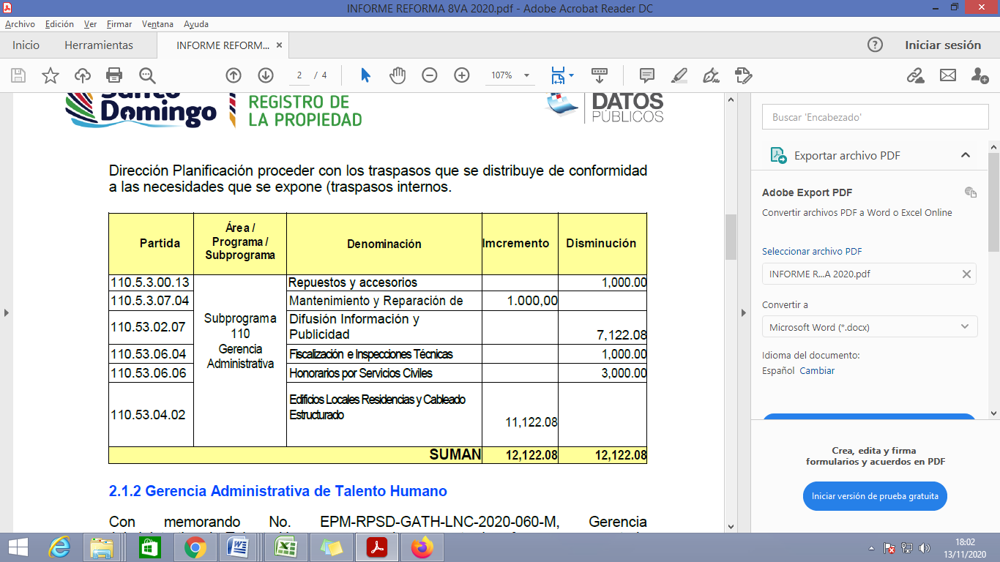 INFORME REFORMA 8VA 2020.pdf - Adobe Acrobat Reader DC
Archivo Edición Ver Firmar Ventana Ayuda
Inicio Herramientas INFORME REFORM... × Iniciar sesión
2 / 4 107%
Santo
Domingo
REGISTRO DE
LA PROPIEDAD
DATOS
PÚBLICOS
Dirección Planificación proceder con los traspasos que se distribuye de conformidad
a las necesidades que se expone (traspasos internos.
Partida Área / Programa / Subprograma Denominación Imcremento Disminución
110.5.3.00.13 Repuestos y accesorios 1,000.00
110.5.3.07.04 Mantenimiento y Reparación de 1.000,00
Subprograma
110
Gerencia
Administrativa
110.53.02.07 Difusión Información y
Publicidad 7,122.08
110.53.06.04 Fiscalización e Inspecciones Técnicas 1,000.00
110.53.06.06 Honorarios por Servicios Civiles 3,000.00
110.53.04.02 Edificios Locales Residencias y Cableado
Estructurado 11,122.08
SUMAN 12,122.08 12,122.08
2.1.2 Gerencia Administrativa de Talento Humano
Con memorando No. EPM-RPSD-GATH-LNC-2020-060-M, Gerencia
Buscar 'Encabezado'
Exportar archivo PDF
Adobe Export PDF
Convertir archivos PDF a Word o Excel Online
Seleccionar archivo PDF
INFORME R...A 2020.pdf
Convertir a
Microsoft Word (*.docx)
Idioma del documento:
Español Cambiar
Crea, edita y firma
formularios y acuerdos en PDF
Iniciar versión de prueba gratuita
18:02
13/11/2020